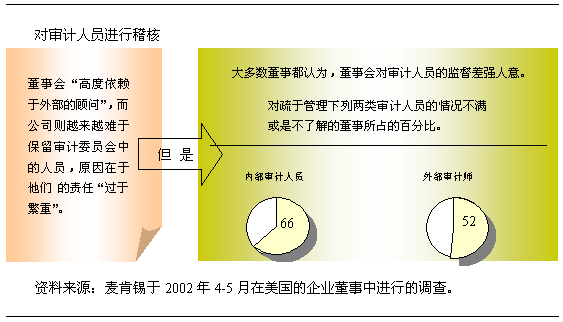 对审计人员进行稽核
董事会“高度依赖
于外部的顾问”，而
公司则越来越难于
保留审计委员会中
的人员，原因在于
他们 的责任“过于
繁重”。
但 是
大多数董事都认为，董事会对审计人员的监督差强人意。
对疏于管理下列两类审计人员的情况不满
或是不了解的董事所占的百分比。
内部审计人员
外部审计师
66
52
资料来源：麦肯锡于 2002 年 4-5 月在美国的企业董事中进行的调查。